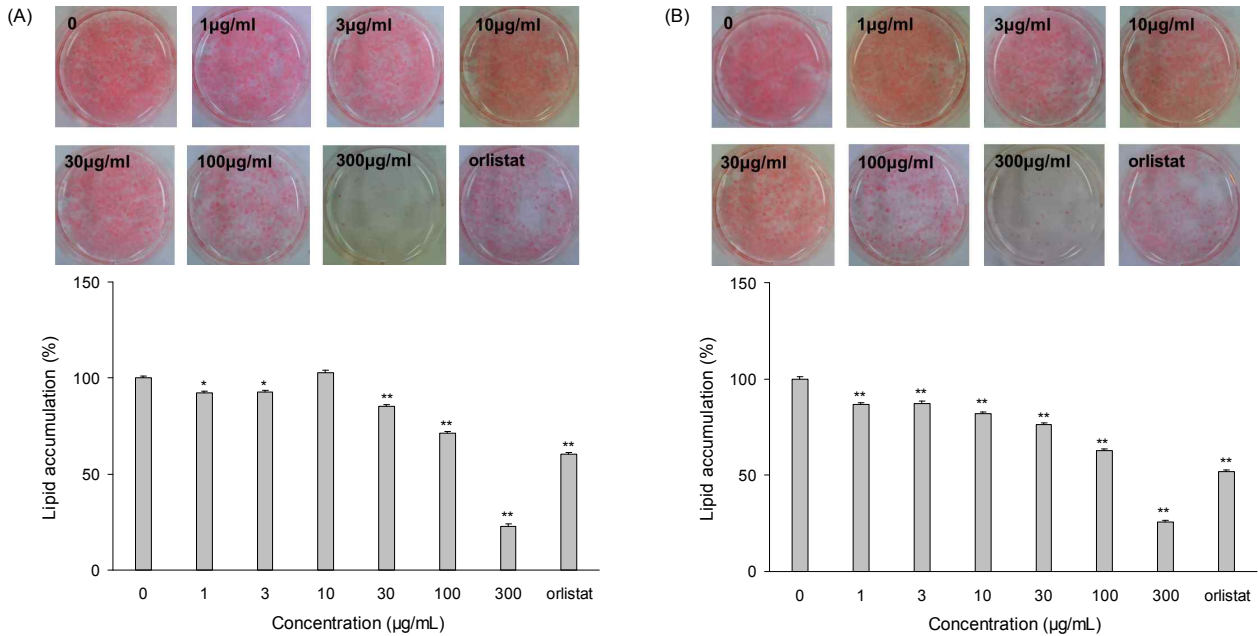 (A)
0
1µg/ml
3µg/ml
10µg/ml
30µg/ml
100µg/ml
300µg/ml
orlistat
150
100
50
0
Lipid accumulation (%)
*
*
**
**
**
**
0 1 3 10 30 100 300 orlistat
Concentration (µg/mL)
(B)
0
1µg/ml
3µg/ml
10µg/ml
30µg/ml
100µg/ml
300µg/ml
orlistat
150
100
50
0
Lipid accumulation (%)
**
**
**
**
**
**
**
0 1 3 10 30 100 300 orlistat
Concentration (µg/mL)